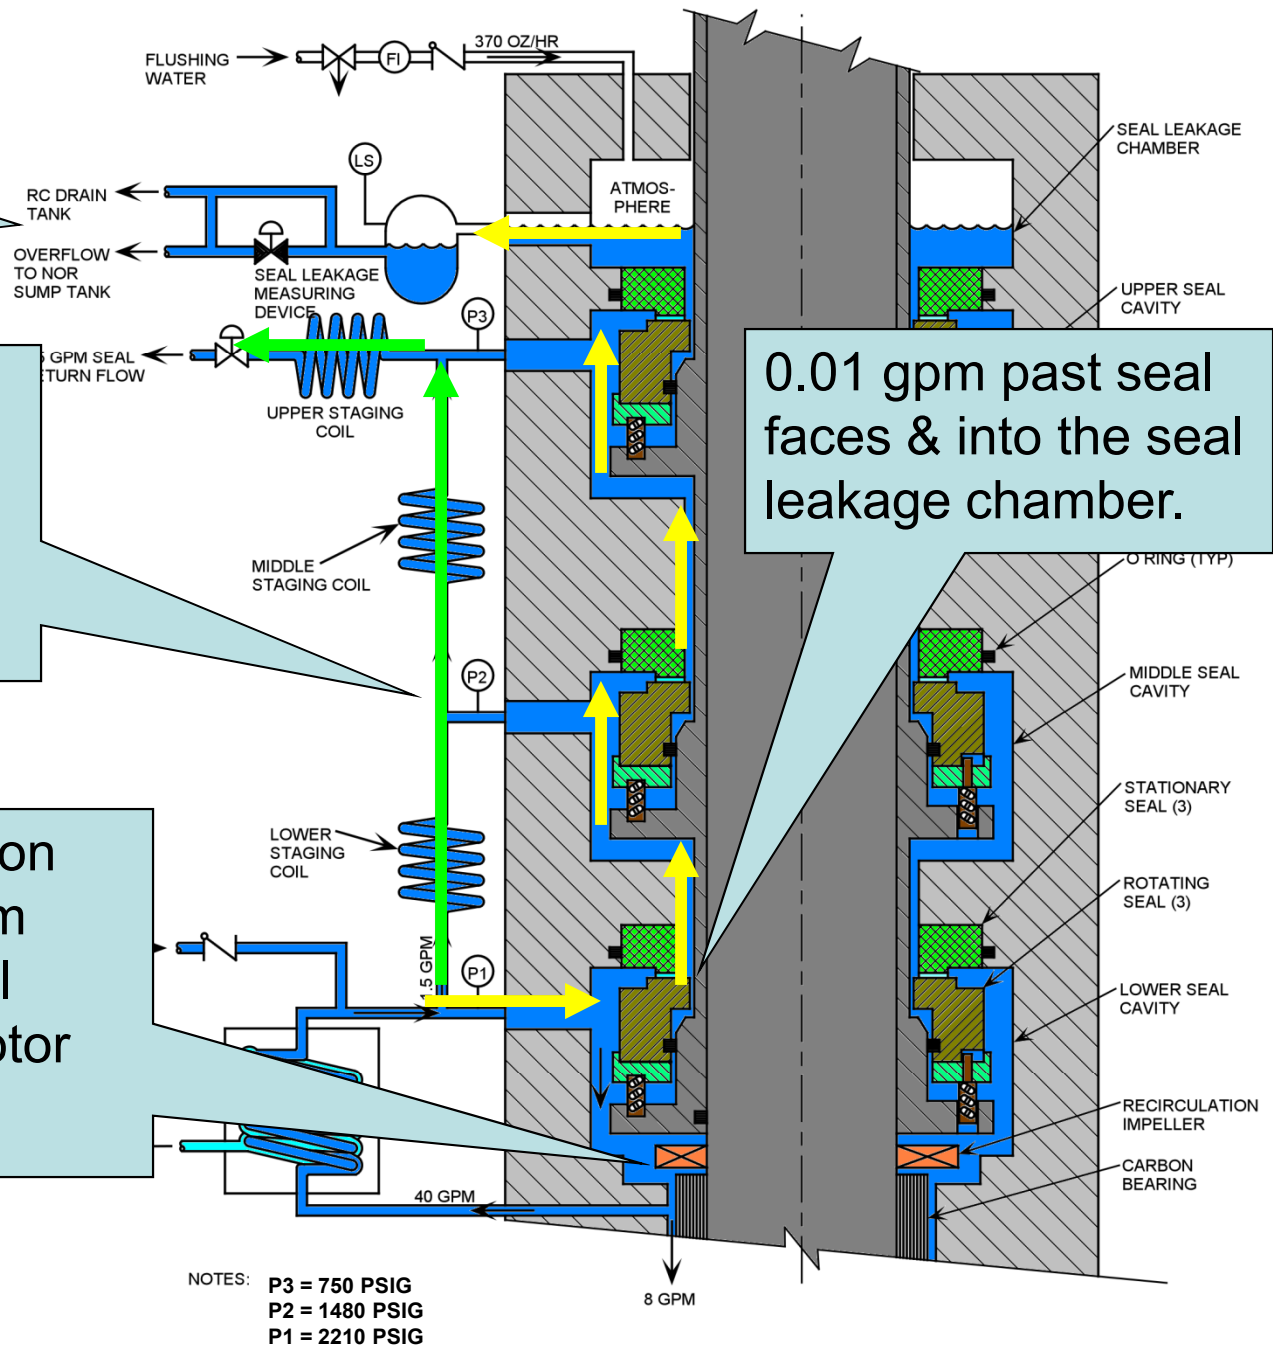 FLUSHING
WATER
FI
370 OZ/HR
SEAL LEAKAGE
CHAMBER
LS
ATMOS-
PHERE
RC DRAIN
TANK
OVERFLOW
TO NOR
SUMP TANK
SEAL LEAKAGE
MEASURING
DEVICE
P3
UPPER SEAL
CAVITY
GPM SEAL
ETURN FLOW
UPPER STAGING
COIL
0.01 gpm past seal
faces & into the seal
leakage chamber.
MIDDLE
STAGING COIL
O RING (TYP)
P2
MIDDLE SEAL
CAVITY
STATIONARY
SEAL (3)
LOWER
STAGING
COIL
on
m
l
otor
1.5 GPM
P1
ROTATING
SEAL (3)
LOWER SEAL
CAVITY
RECIRCULATION
IMPELLER
CARBON
BEARING
40 GPM
8 GPM
NOTES: P3 = 750 PSIG
P2 = 1480 PSIG
P1 = 2210 PSIG